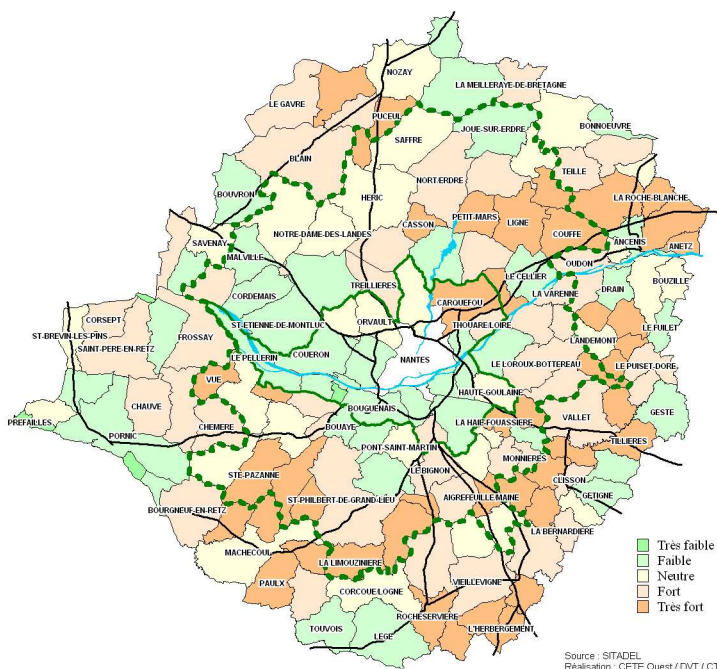 NOZAY
LA MEILLERAYE-DE-BRETAGNE
LE GAVRE
PUCEUL
JOUE-SUR-ERDRE
BONNOEUVRE
SAFFRE
BLAIN
TEILLE
NORT/ERDRE
BOUVRON
LA ROCHE-BLANCHE
HERIC
PETIT-MARS
LIGNE
CASSON
COUFFE
NOTRE-DAME-DES-LANDES
SAVENAY
ANCENIS
ANETZ
MALVILLE
OUDON
LE CELLIER
BOUZILLE
TREILLIERES
DRAIN
CORDEMAIS
LA VARENNE
CARQUEFOU
CORSEPT
ST-ETIENNE-DE-MONTLUC
ORVAULT
THOUARE/LOIRE
LE FUILET
ST-BREVIN-LES-PINS
FROSSAY
SAINT-PERE-EN-RETZ
LANDEMONT
COUERON
NANTES
LE PELLERIN
LE LOROUX-BOTTEREAU
LE PUISET-DORE
VUE
HAUTE-GOULAINE
CHAUVE
BOUGUENAIS
VALLET
GESTE
PREFAILLES
CHEMERE
BOUAYE
LA HAIE-FOUASSIERE
PORNIC
TILLIERES
PONT-SAINT-MARTIN
MONNIERES
LE BIGNON
STE-PAZANNE
CLISSON
ST-PHILBERT-DE-GRAND-LIEU
AIGREFEUILLE/MAINE
GETIGNE
BOURGNEUF-EN-RETZ
LA BERNARDIERE
MACHECOUL
LA LIMOUZINIERE
PAULX
VIEILLEVIGNE
CORCOUE/LOGNE
ROCHESERVIERE
TOUVOIS
LEGE
L'HERBERGEMENT
Très faible
Faible
Neutre
Fort
Très fort
Source : SITADEL
Réalisation : CETE Ouest / DVT / CT